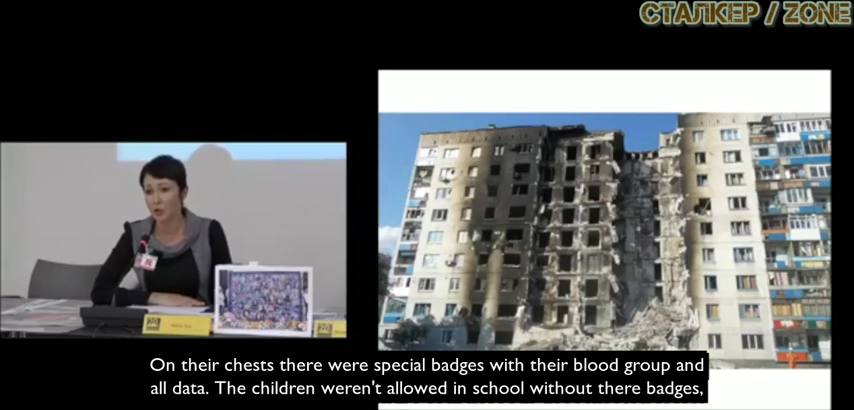 СТАЛКЕР / ZONE
On their chests there were special badges with their blood group and
all data. The children weren't allowed in school without there badges,